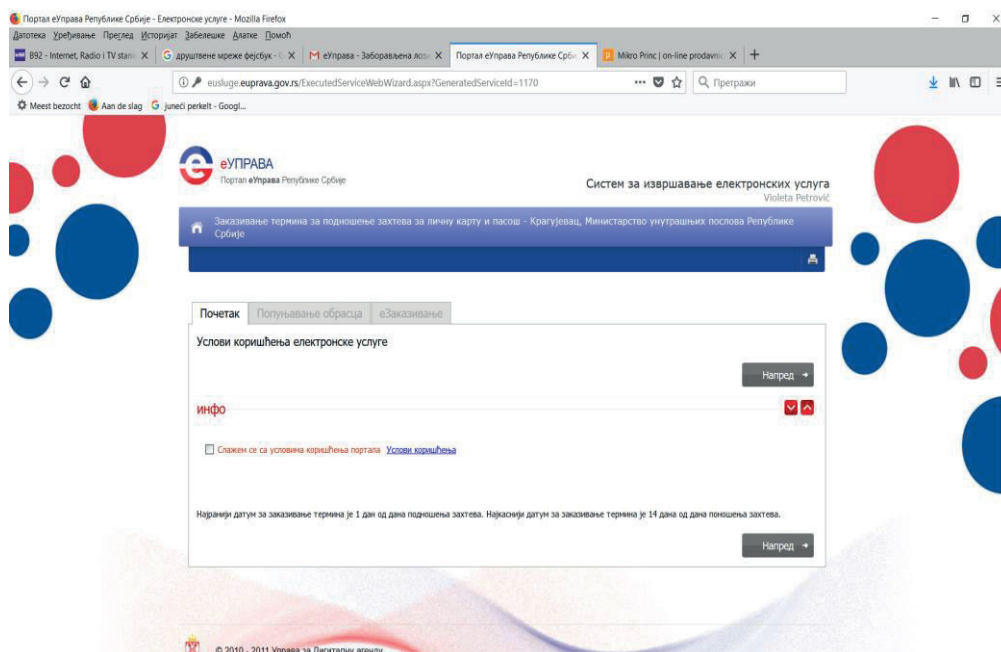 Портал еУправа Републике Србије - Електронске услуге - Mozilla Firefox
Датотека Уређивање Преглед Историјат Забелешке Алатке Помоћ
B92 - Internet, Radio i TV stani
друштвене мреже фејсбук - G
еУправа - Заборављена лози
Портал еУправа Републике Срби
Mikro Princ | on-line prodavnic
eusluge.euprava.gov.rs/ExecutedServiceWebWizard.aspx?GeneratedServiceId=1170
Претражи
Meest bezocht Aan de slag juneći perkelt - Googl...
еУПРАВА
Портал еУправа Републике Србије
Систем за извршавање електронских услуга
Violeta Petrović
Заказивање термина за подношење захтева за личну карту и пасош - Крагујевац, Министарство унутрашњих послова Републике
Србије
Почетак Попуњавање обрасца еЗаказивање
Услови коришћења електронске услуге
Напред
инфо
Слажем се са условима коришћења портала Услови коришћења
Најранији датум за заказивање термина је 1 дан од дана подношења захтева. Најкаснији датум за заказивање термина је 14 дана од дана поношења захтева.
Напред
© 2010 - 2011 Управа за Дигиталну агенду